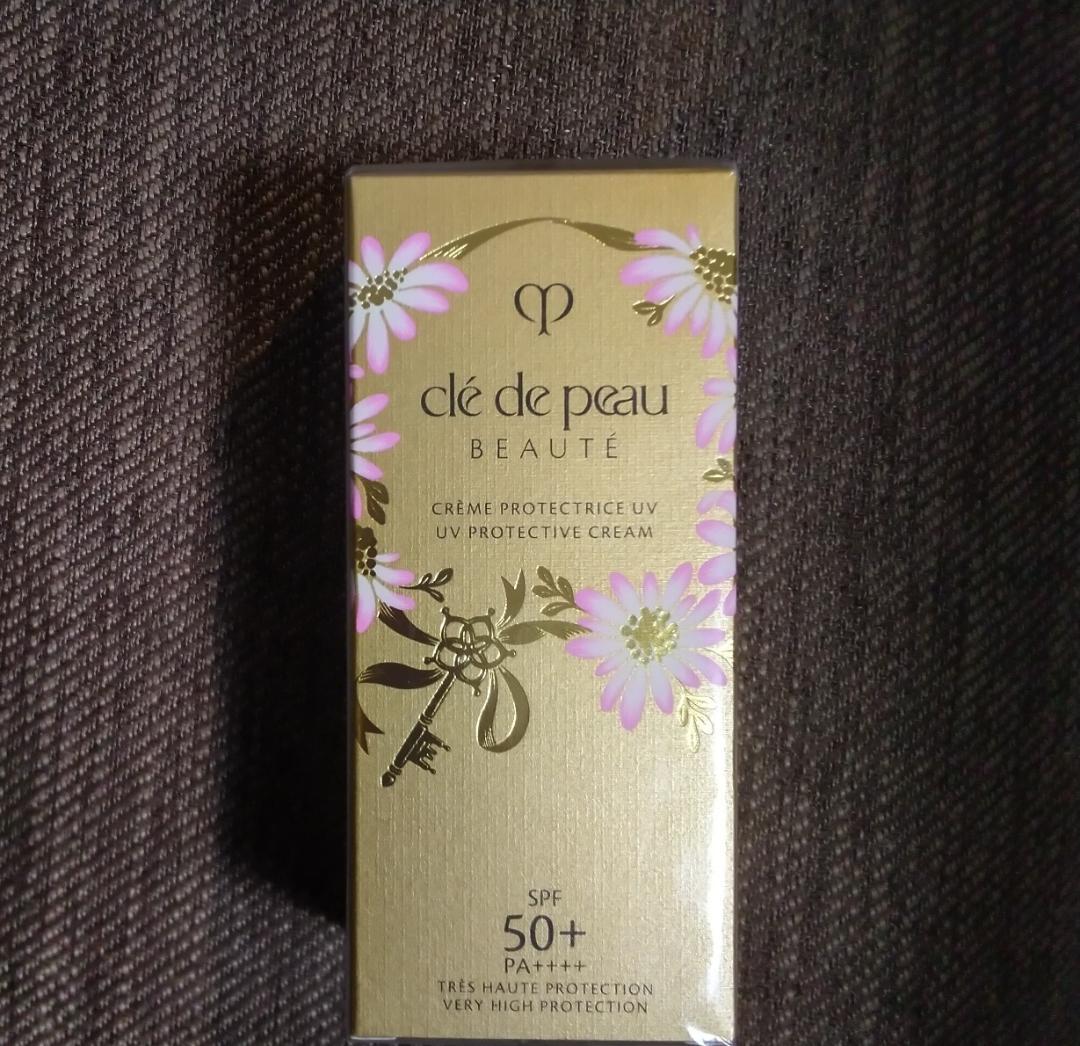 clé de peau
BEAUTÉ
CRÈME PROTECTRICE UV
UV PROTECTIVE CREAM
SPF
50+
PA++++
TRÈS HAUTE PROTECTION
VERY HIGH PROTECTION